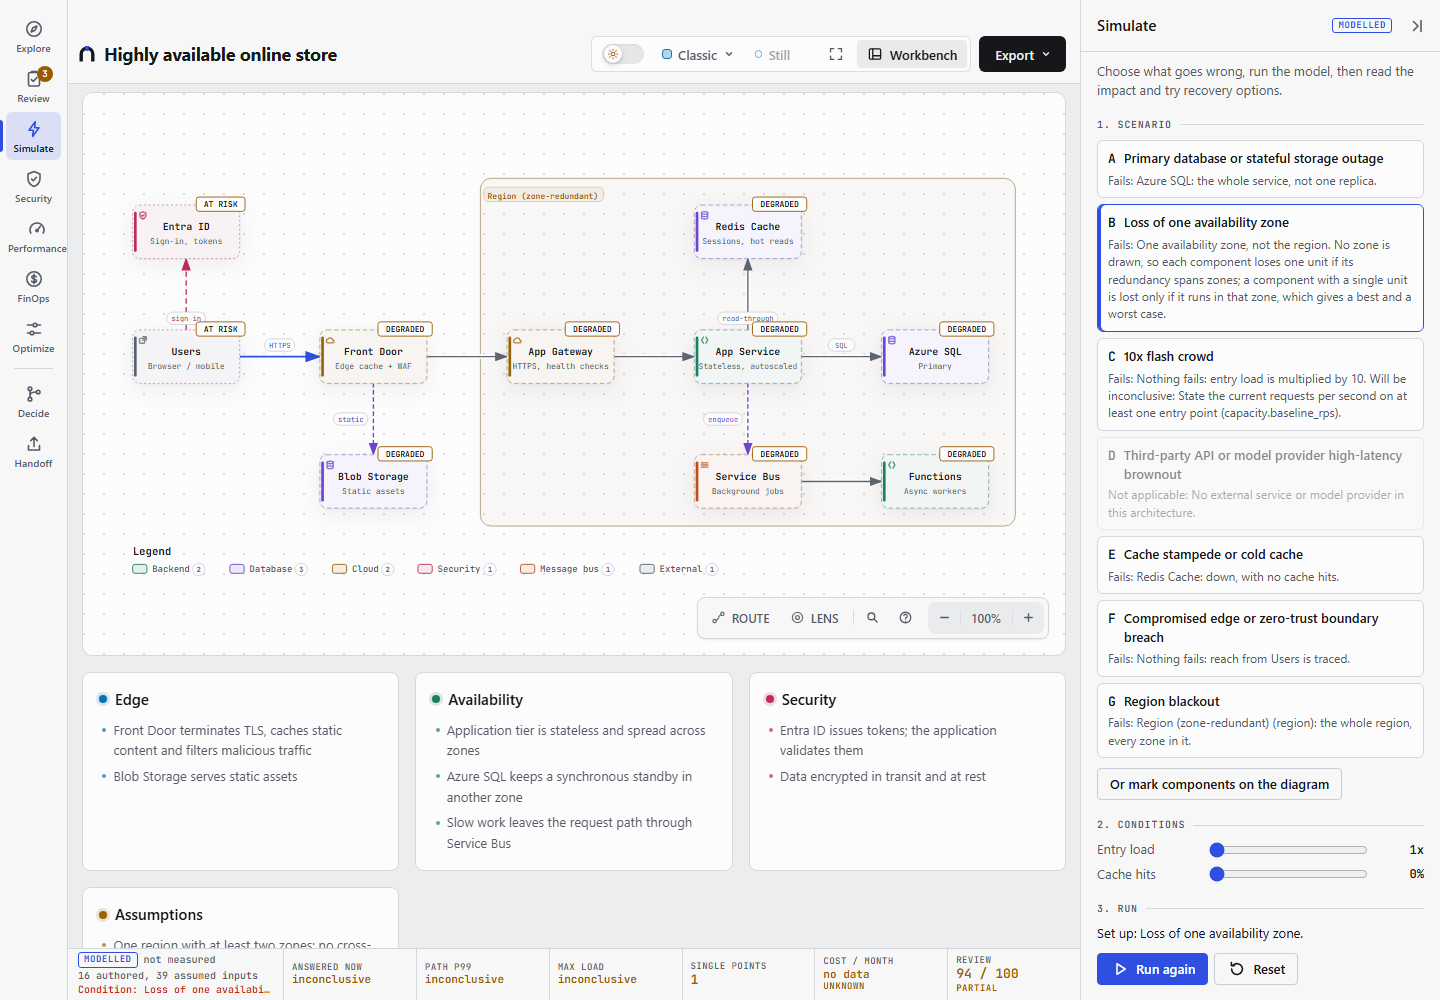 Explore
3
Review
Simulate
Security
Performance
FinOps
Optimize
Decide
Handoff
Highly available online store
Classic
Still
Workbench
Export
Region (zone-redundant)
AT RISK
Entra ID
Sign-in, tokens
DEGRADED
Redis Cache
Sessions, hot reads
sign in
read-through
AT RISK
Users
Browser / mobile
HTTPS
DEGRADED
Front Door
Edge cache + WAF
DEGRADED
App Gateway
HTTPS, health checks
DEGRADED
App Service
Stateless, autoscaled
SQL
DEGRADED
Azure SQL
Primary
static
enqueue
DEGRADED
Blob Storage
Static assets
DEGRADED
Service Bus
Background jobs
DEGRADED
Functions
Async workers
Legend
Backend 2
Database 3
Cloud 2
Security 1
Message bus 1
External 1
ROUTE
LENS
100%
Edge
Front Door terminates TLS, caches static
content and filters malicious traffic
Blob Storage serves static assets
Availability
Application tier is stateless and spread across
zones
Azure SQL keeps a synchronous standby in
another zone
Slow work leaves the request path through
Service Bus
Security
Entra ID issues tokens; the application
validates them
Data encrypted in transit and at rest
Assumptions
One region with at least two zones; no cross-
MODELLED not measured
16 authored, 39 assumed inputs
Condition: Loss of one availabi…
ANSWERED NOW
inconclusive
PATH P99
inconclusive
MAX LOAD
inconclusive
SINGLE POINTS
1
COST / MONTH
no data
UNKNOWN
REVIEW
94 / 100
PARTIAL
Simulate
MODELLED
Choose what goes wrong, run the model, then read the
impact and try recovery options.
1. SCENARIO
A Primary database or stateful storage outage
Fails: Azure SQL: the whole service, not one replica.
B Loss of one availability zone
Fails: One availability zone, not the region. No zone is
drawn, so each component loses one unit if its
redundancy spans zones; a component with a single unit
is lost only if it runs in that zone, which gives a best and a
worst case.
C 10x flash crowd
Fails: Nothing fails: entry load is multiplied by 10. Will be
inconclusive: State the current requests per second on at
least one entry point (capacity.baseline_rps).
D Third-party API or model provider high-latency
brownout
Not applicable: No external service or model provider in
this architecture.
E Cache stampede or cold cache
Fails: Redis Cache: down, with no cache hits.
F Compromised edge or zero-trust boundary
breach
Fails: Nothing fails: reach from Users is traced.
G Region blackout
Fails: Region (zone-redundant) (region): the whole region,
every zone in it.
Or mark components on the diagram
2. CONDITIONS
Entry load 1x
Cache hits 0%
3. RUN
Set up: Loss of one availability zone.
Run again
Reset